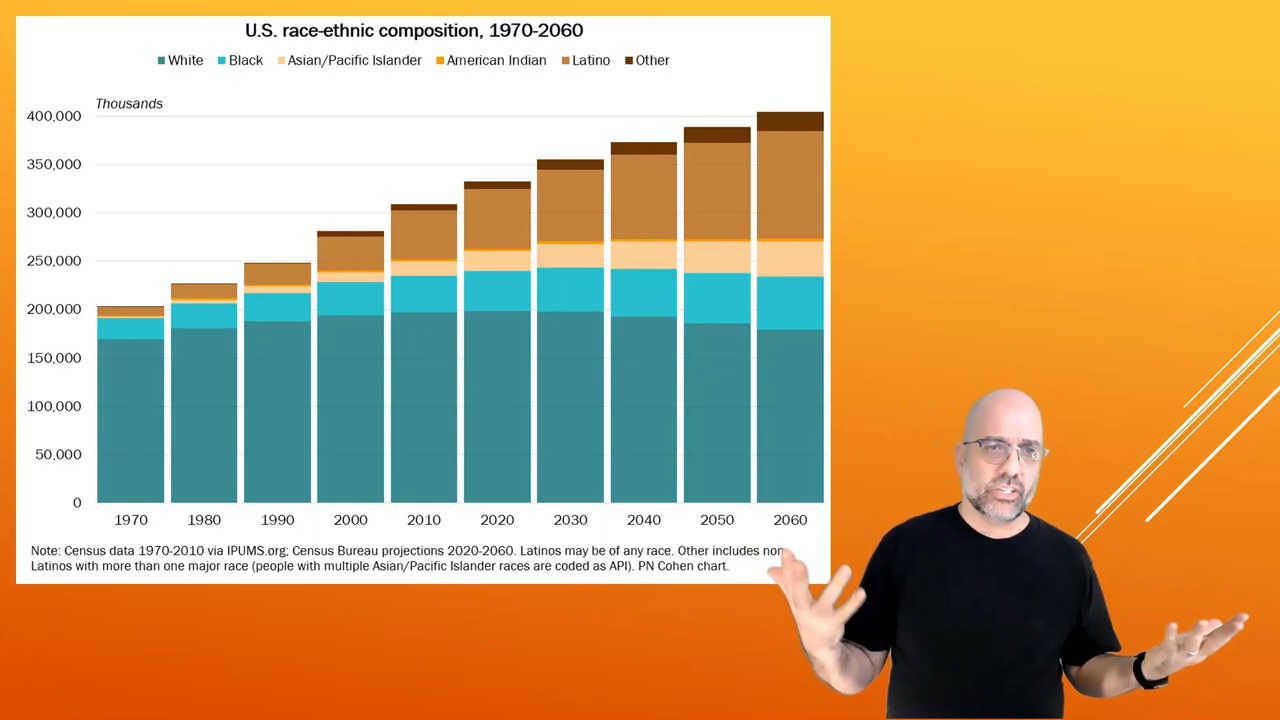 U.S. race-ethnic composition, 1970-2060
White Black Asian/Pacific Islander American Indian Latino Other
Thousands
400,000
350,000
300,000
250,000
200,000
150,000
100,000
50,000
0
1970 1980 1990 2000 2010 2020 2030 2040 2050 2060
Note: Census data 1970-2010 via IPUMS.org; Census Bureau projections 2020-2060. Latinos may be of any race. Other includes non-
Latinos with more than one major race (people with multiple Asian/Pacific Islander races are coded as API). PN Cohen chart.